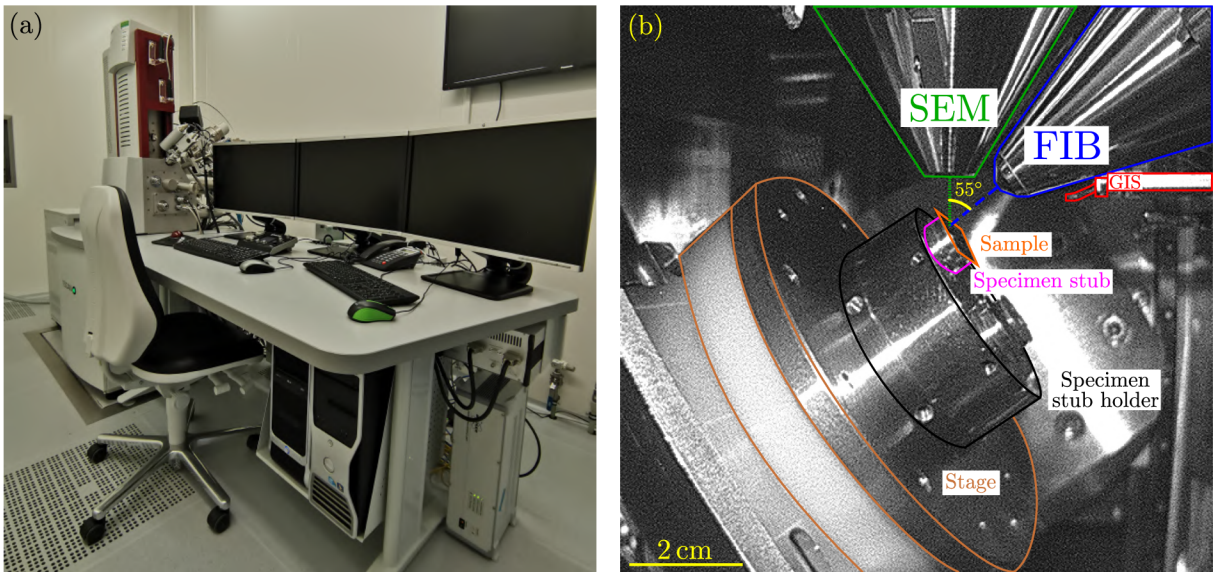 (a)
(b)
SEM
FIB
55°
GIS
Sample
Specimen stub
Specimen
stub holder
Stage
2 cm